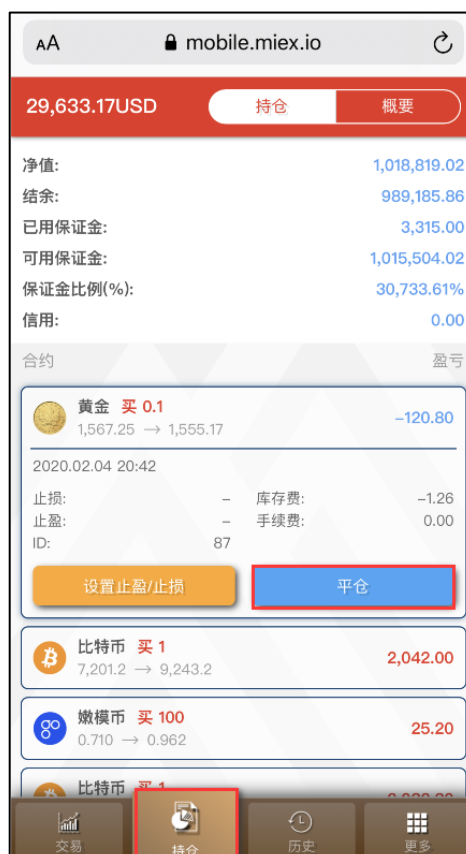 AA mobile.miex.io
29,633.17USD 持仓 概要
净值: 1,018,819.02
结余: 989,185.86
已用保证金: 3,315.00
可用保证金: 1,015,504.02
保证金比例(%): 30,733.61%
信用: 0.00
合约 盈亏
黄金 买 0.1
1,567.25 → 1,555.17 -120.80
2020.02.04 20:42
止损: - 库存费: -1.26
止盈: - 手续费: 0.00
ID: 87
设置止盈/止损 平仓
比特币 买 1
7,201.2 → 9,243.2 2,042.00
嫩模币 买 100
0.710 → 0.962 25.20
比特币 买 1
交易 持仓 历史 更多